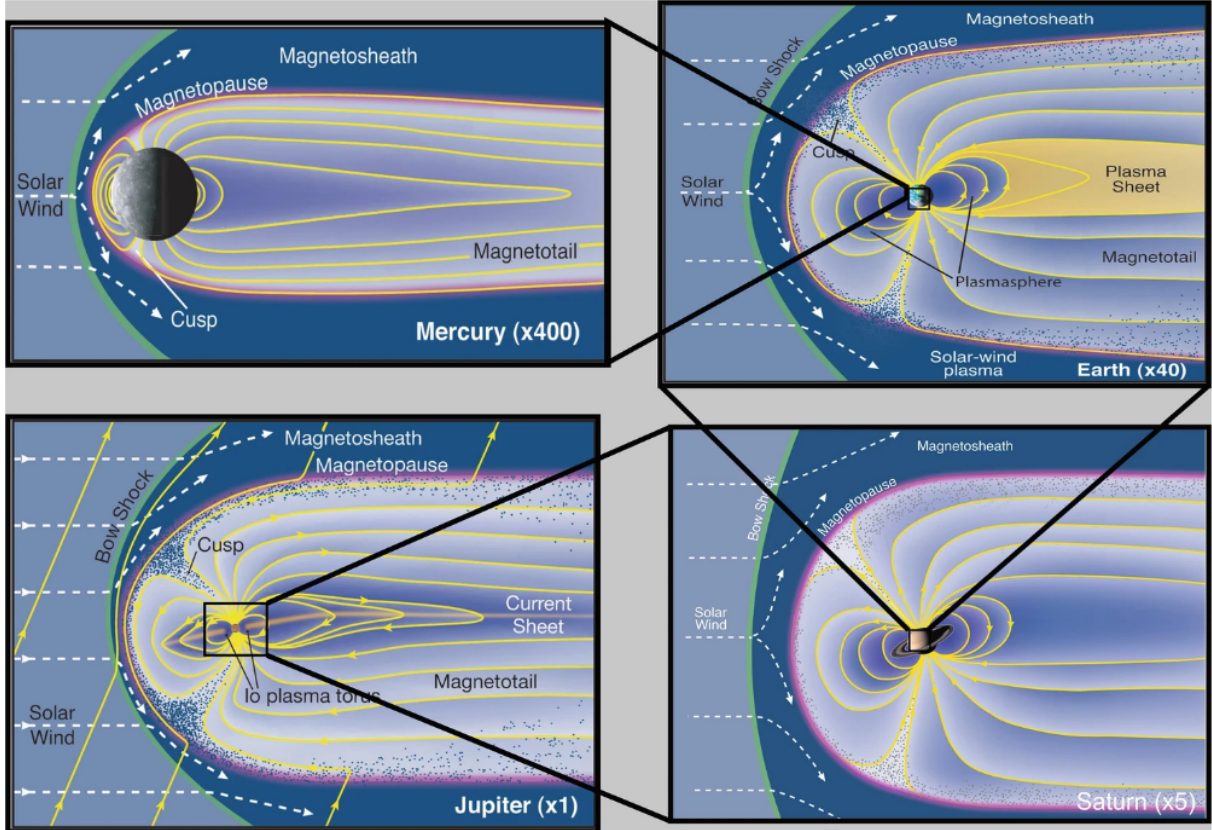 Magnetosheath
Magnetopause
Solar
Wind
Magnetotail
Cusp
Mercury (x400)
Magnetosheath
Bow Shock
Magnetopause
Cusp
Solar
Wind
Plasma
Sheet
Magnetotail
Plasmasphere
Solar-wind
plasma
Earth (x40)
Magnetosheath
Magnetopause
Bow Shock
Cusp
Current
Sheet
Io plasma torus
Magnetotail
Solar
Wind
Jupiter (x1)
Magnetosheath
Bow Shock
Magnetopause
Solar
Wind
Saturn (x5)